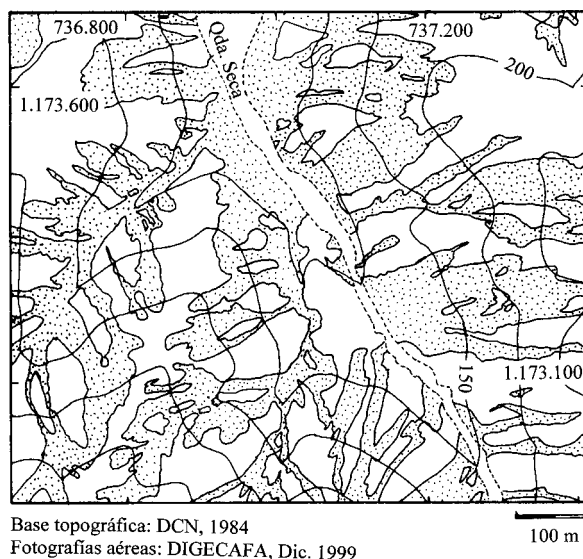 736.800
737.200
Qda Seca
200
1.173.600
1.173.100
150
Base topográfica: DCN, 1984
Fotografías aéreas: DIGECAFA, Dic. 1999
100 m